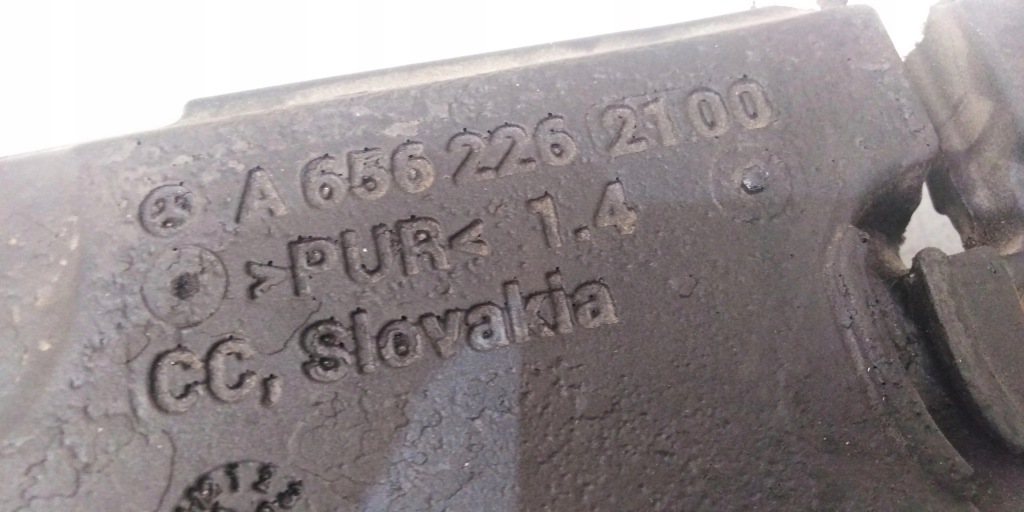 A 656 226 2100
>PUR< 1.4
CC, Slovakia